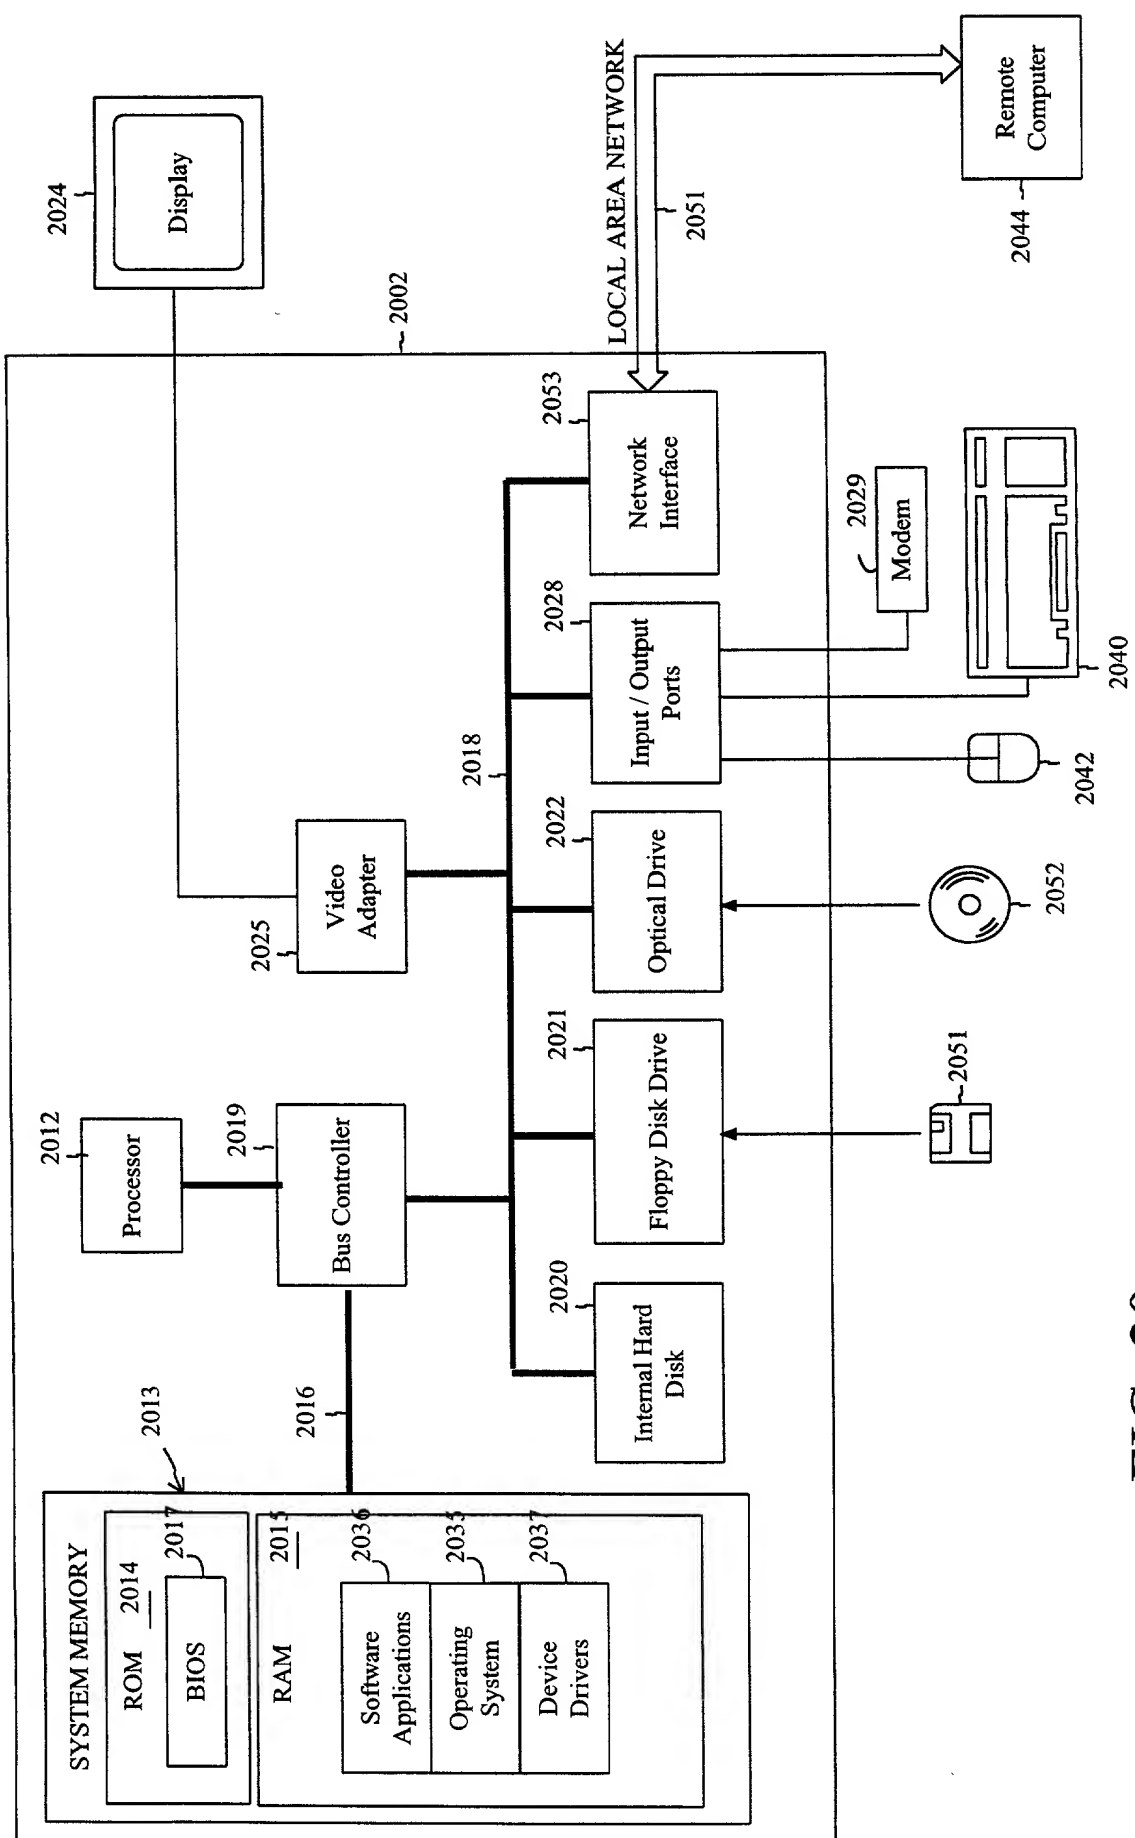 SYSTEM MEMORY
ROM 2014
BIOS
2017
RAM
2015
Software
Applications
2036
Operating
System
2035
Device
Drivers
2037
2013
2016
2012
Processor
2019
Bus Controller
2025
Video
Adapter
2024
Display
2002
2018
2020
Internal Hard
Disk
2021
Floppy Disk Drive
2022
Optical Drive
2028
Input / Output
Ports
2053
Network
Interface
LOCAL AREA NETWORK
2051
Remote
Computer
2044
2029
Modem
2040
2042
2052
2051